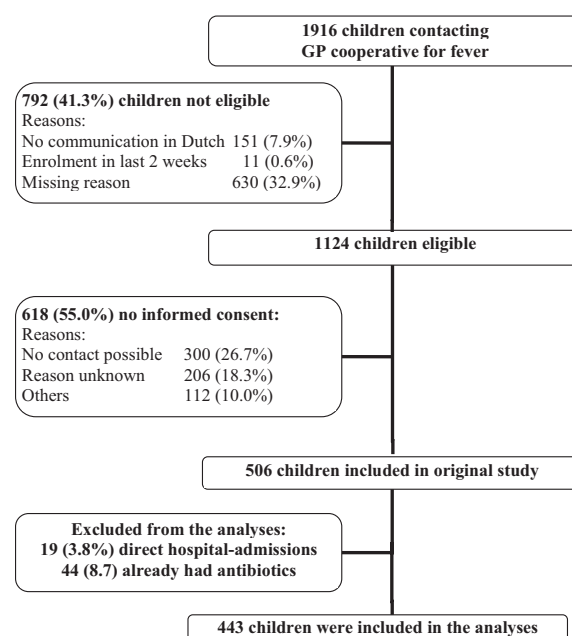 1916 children contacting
GP cooperative for fever
792 (41.3%) children not eligible
Reasons:
No communication in Dutch 151 (7.9%)
Enrolment in last 2 weeks 11 (0.6%)
Missing reason 630 (32.9%)
1124 children eligible
618 (55.0%) no informed consent:
Reasons:
No contact possible 300 (26.7%)
Reason unknown 206 (18.3%)
Others 112 (10.0%)
506 children included in original study
Excluded from the analyses:
19 (3.8%) direct hospital-admissions
44 (8.7) already had antibiotics
443 children were included in the analyses